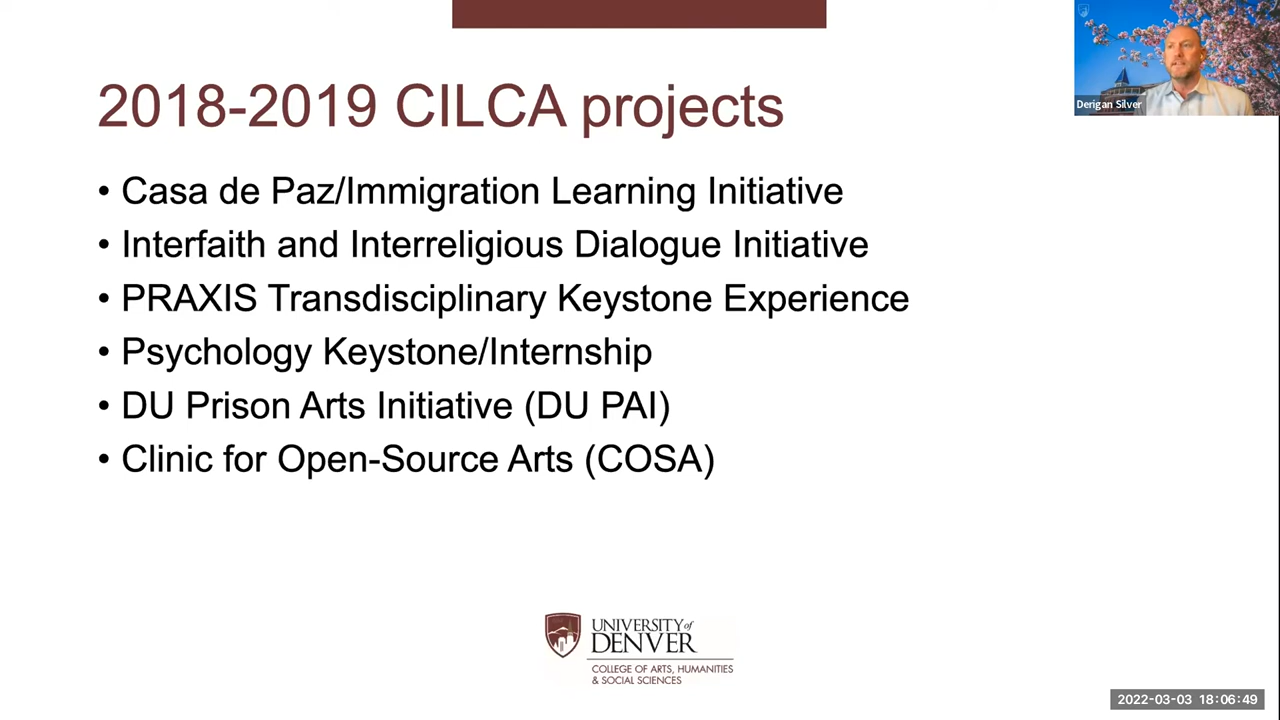 2018-2019 CILCA projects
Derigan Silver
• Casa de Paz/Immigration Learning Initiative
• Interfaith and Interreligious Dialogue Initiative
• PRAXIS Transdisciplinary Keystone Experience
• Psychology Keystone/Internship
• DU Prison Arts Initiative (DU PAI)
• Clinic for Open-Source Arts (COSA)
UNIVERSITY of
DENVER
COLLEGE OF ARTS, HUMANITIES
& SOCIAL SCIENCES
2022-03-03 18:06:49